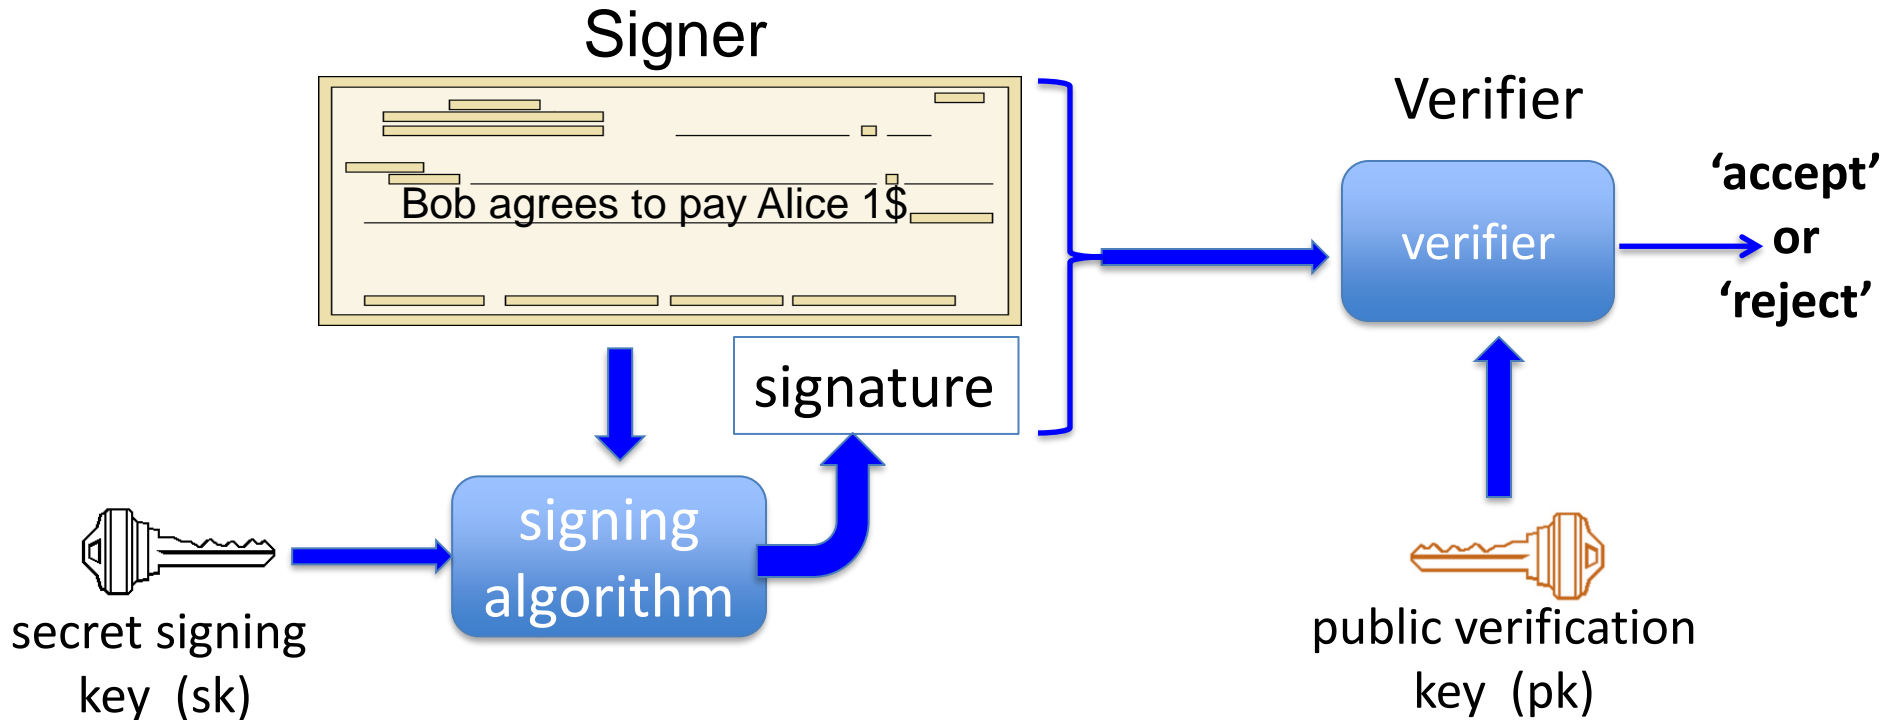 Signer
Bob agrees to pay Alice 1$
signature
signing
algorithm
secret signing
key (sk)
Verifier
verifier
‘accept’
or
‘reject’
public verification
key (pk)